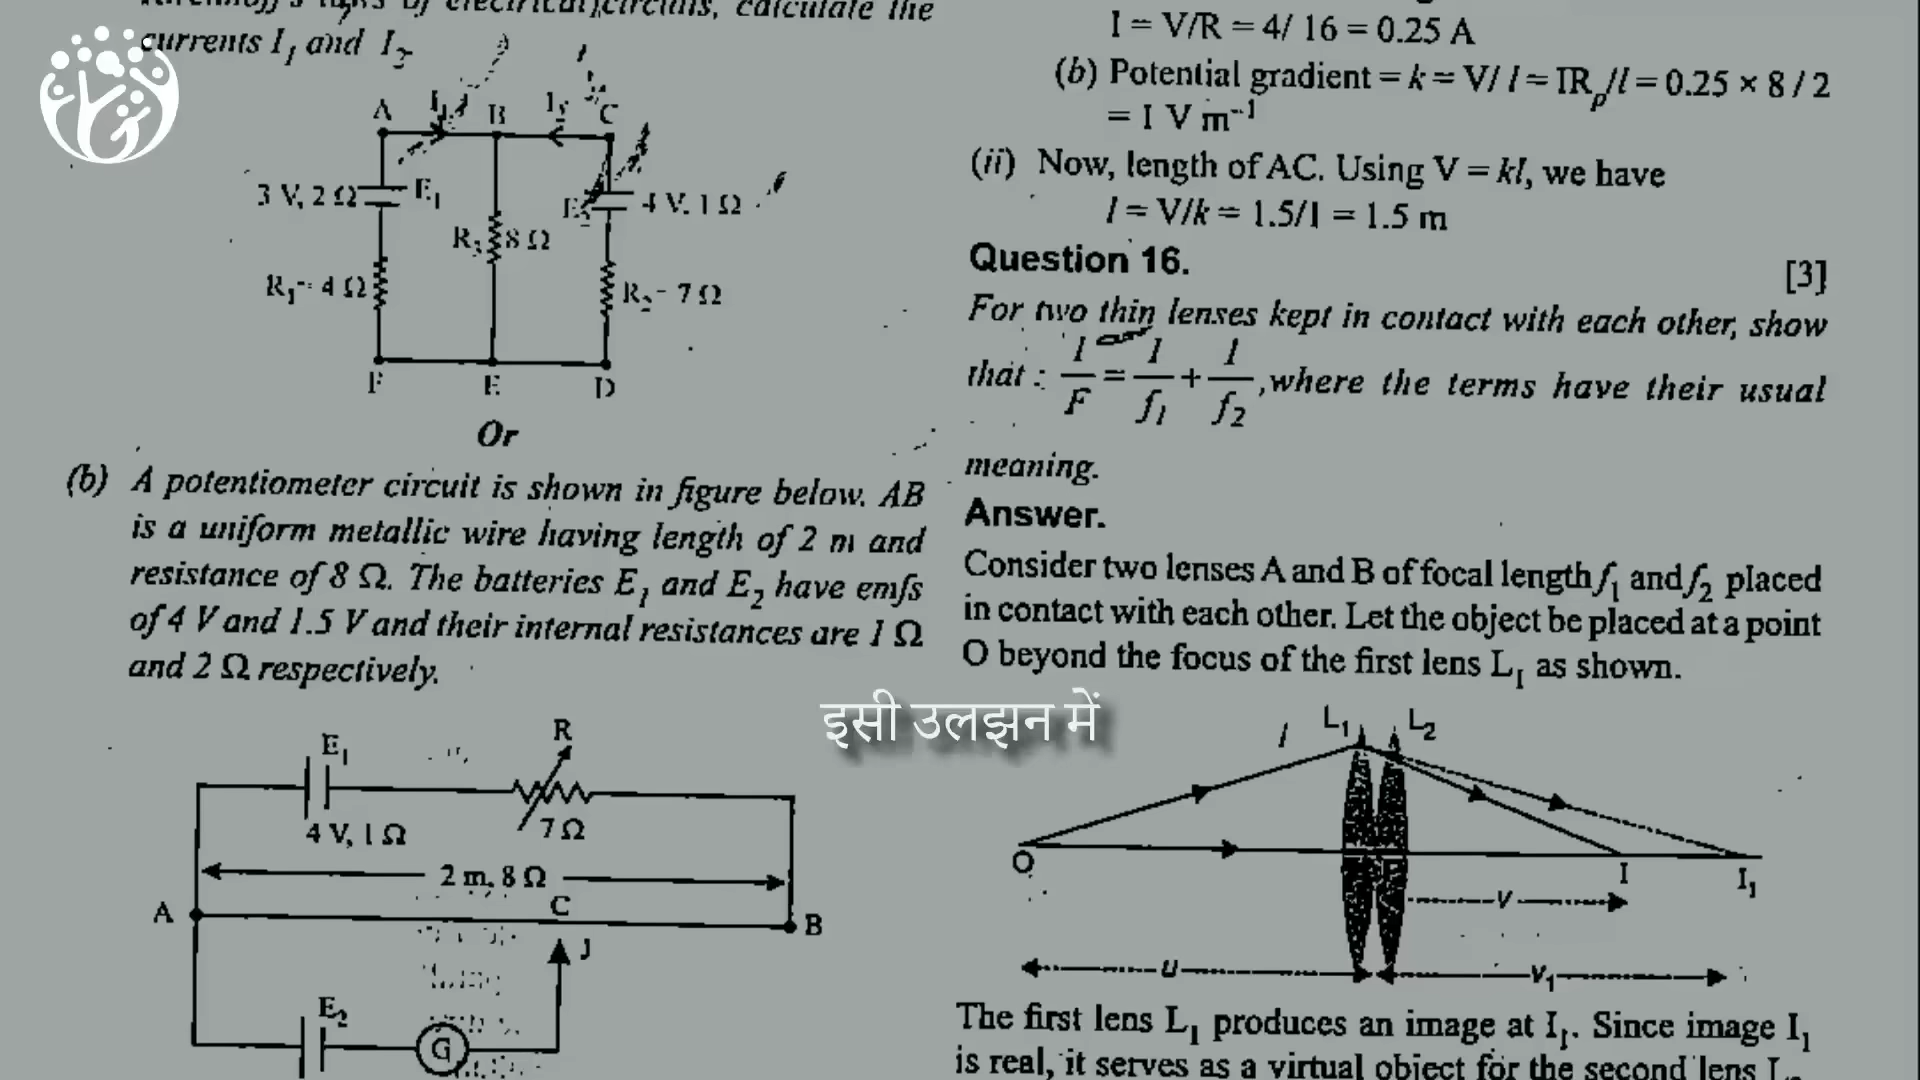 of electrical circuits, calculate the
currents I₁ and I₂
A I₁ B I₂ C
3 V, 2 Ω E₁
E₂ 4 V. 1 Ω
R₃ 8 Ω
R₁ = 4 Ω
R₂ = 7 Ω
F E D
Or
(b) A potentiometer circuit is shown in figure below. AB
is a uniform metallic wire having length of 2 m and
resistance of 8 Ω. The batteries E₁ and E₂ have emfs
of 4 V and 1.5 V and their internal resistances are 1 Ω
and 2 Ω respectively.
E₁ R
4 V, 1 Ω 7 Ω
2 m, 8 Ω
A C B
J
E₂
G
I = V/R = 4/ 16 = 0.25 A
(b) Potential gradient = k = V/ l = IRₚ/l = 0.25 × 8 / 2
= 1 V m⁻¹
(ii) Now, length of AC. Using V = kl, we have
l = V/k = 1.5/1 = 1.5 m
Question 16. [3]
For two thin lenses kept in contact with each other, show
that : 1/F = 1/f₁ + 1/f₂, where the terms have their usual
meaning.
Answer.
Consider two lenses A and B of focal length f₁ and f₂ placed
in contact with each other. Let the object be placed at a point
O beyond the focus of the first lens L₁ as shown.
इसी उलझन में
L₁ L₂
O I I₁
v
u v₁
The first lens L₁ produces an image at I₁. Since image I₁
is real, it serves as a virtual object for the second lens L₂